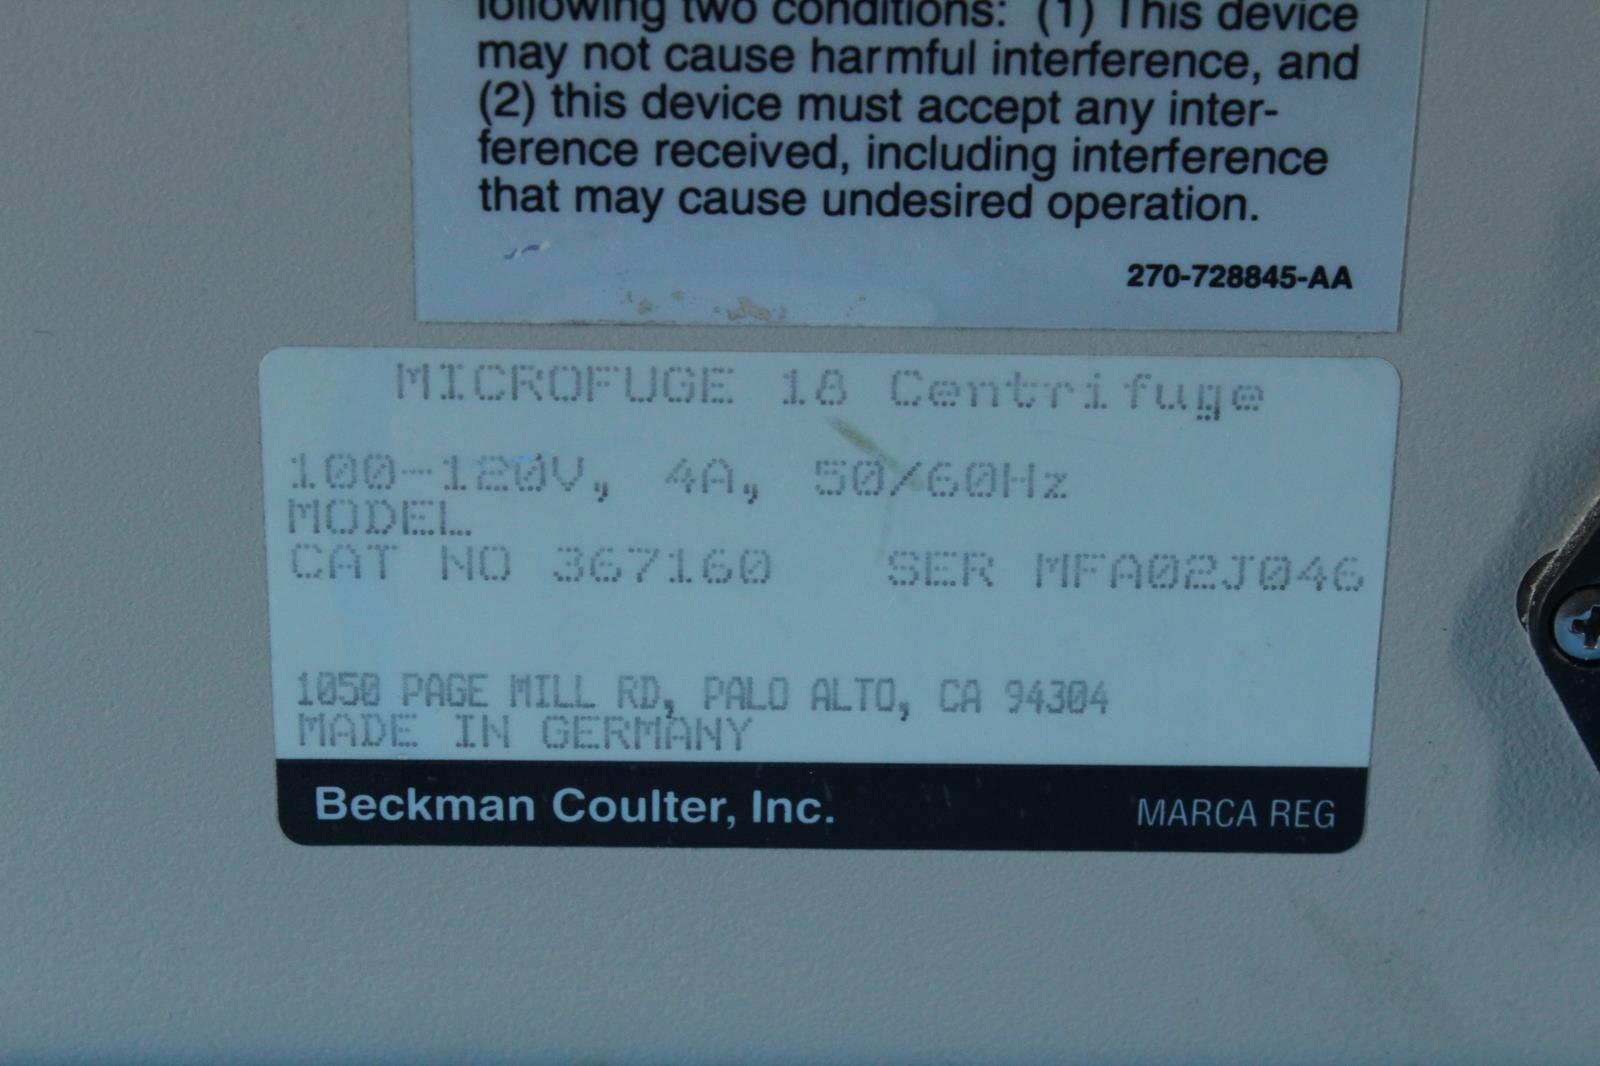 following two conditions: (1) This device
may not cause harmful interference, and
(2) this device must accept any inter-
ference received, including interference
that may cause undesired operation.
270-728845-AA
MICROFUGE 18 Centrifuge
100-120V, 4A, 50/60Hz
MODEL
CAT NO 367160 SER MFA02J046
1050 PAGE MILL RD, PALO ALTO, CA 94304
MADE IN GERMANY
Beckman Coulter, Inc. MARCA REG